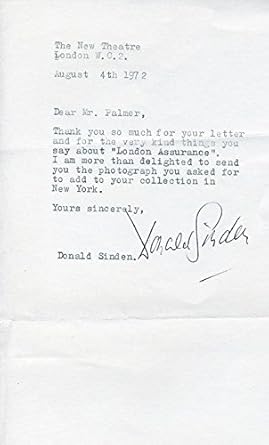 The New Theatre
London W.C.2.
August 4th 1972
Dear Mr. Palmer,
Thank you so much for your letter
and for the very kind things you
say about "London Assurance".
I am more than delighted to send
you the photograph you asked for
to add to your collection in
New York.
Yours sincerely,
Donald Sinden
Donald Sinden.